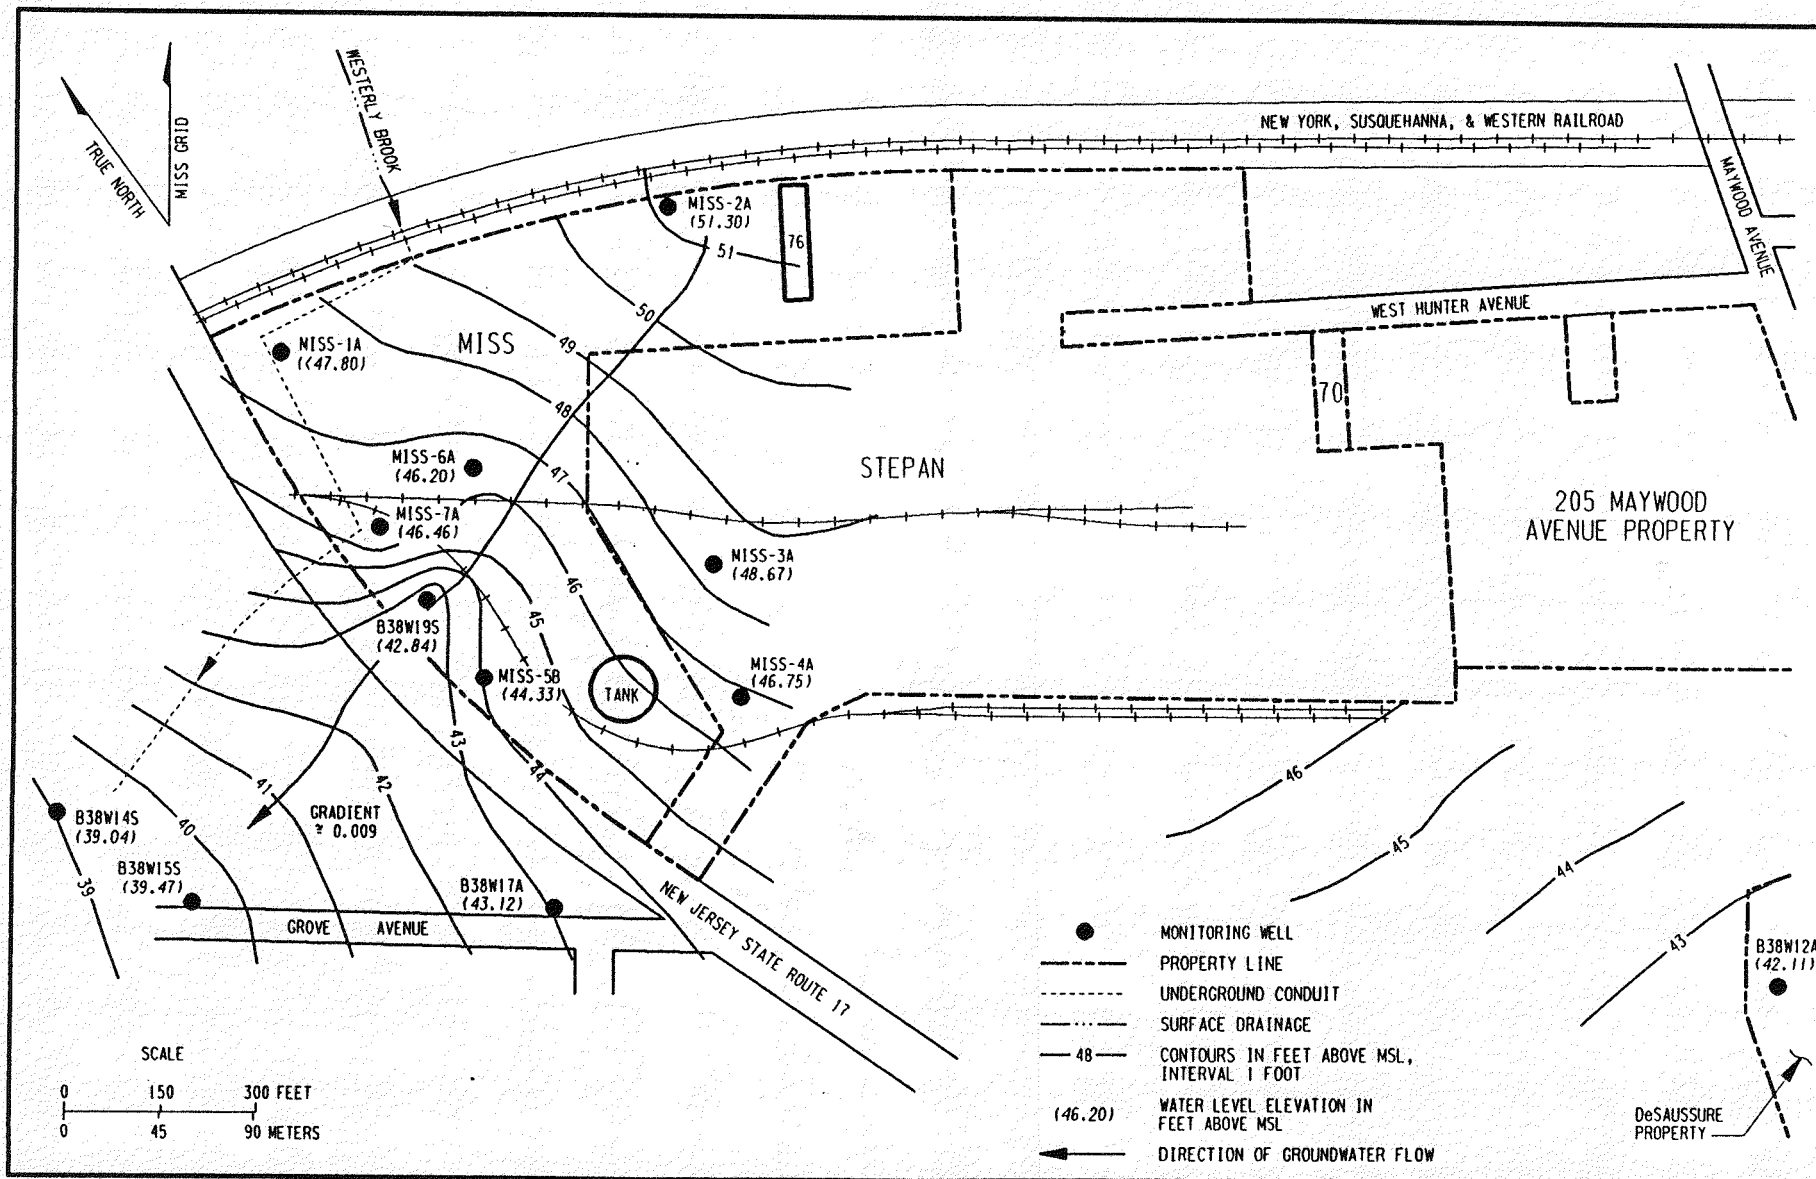 WESTERLY BROOK
TRUE NORTH
MISS GRID
NEW YORK, SUSQUEHANNA, & WESTERN RAILROAD
MAYWOOD AVENUE
MISS-2A
(51.30)
51
76
WEST HUNTER AVENUE
50
49
MISS
MISS-1A
((47.80)
48
70
MISS-6A
(46.20)
47
STEPAN
205 MAYWOOD
AVENUE PROPERTY
MISS-7A
(46.46)
MISS-3A
(48.67)
46
45
B38W19S
(42.84)
MISS-5B
(44.33)
TANK
MISS-4A
(46.75)
43
44
42
41
40
39
GRADIENT
≅ 0.009
B38W14S
(39.04)
B38W15S
(39.47)
B38W17A
(43.12)
GROVE AVENUE
NEW JERSEY STATE ROUTE 17
46
45
44
43
B38W12A
(42.11)
MONITORING WELL
PROPERTY LINE
UNDERGROUND CONDUIT
SURFACE DRAINAGE
48
CONTOURS IN FEET ABOVE MSL,
INTERVAL 1 FOOT
(46.20)
WATER LEVEL ELEVATION IN
FEET ABOVE MSL
DIRECTION OF GROUNDWATER FLOW
DeSAUSSURE
PROPERTY
SCALE
0 150 300 FEET
0 45 90 METERS